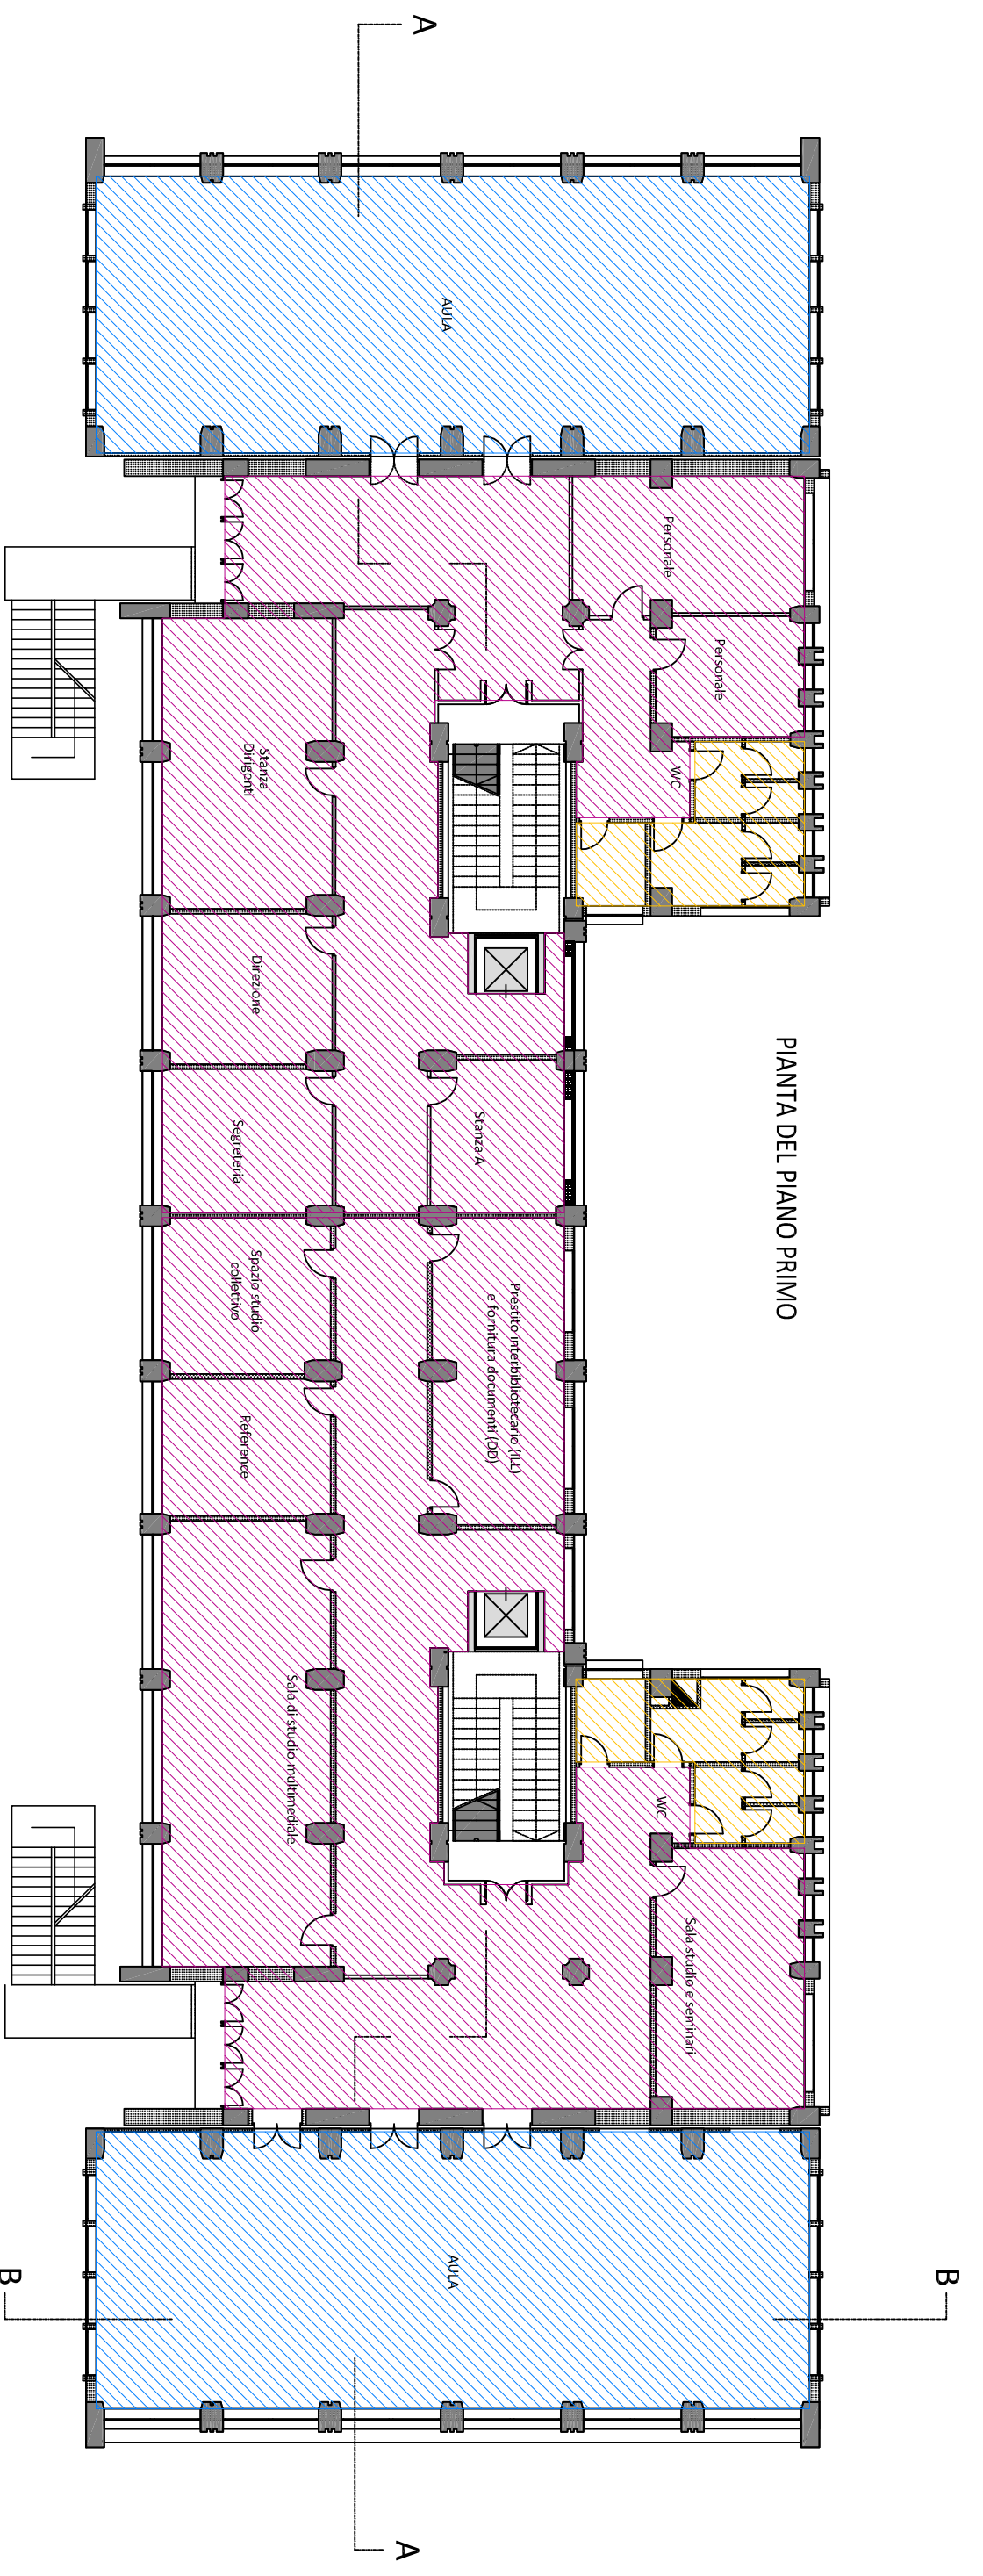 PIANTA DEL PIANO PRIMO
A
A
B
B
AULA
Personale
Personale
WC
Stanza
Dirigenti
Direzione
Segreteria
Stanza A
Spazio studio
collettivo
Prestito interbibliotecario (ILL)
e fornitura documenti (DD)
Reference
Sala di studio multimediale
WC
Sala studio e seminari
AULA